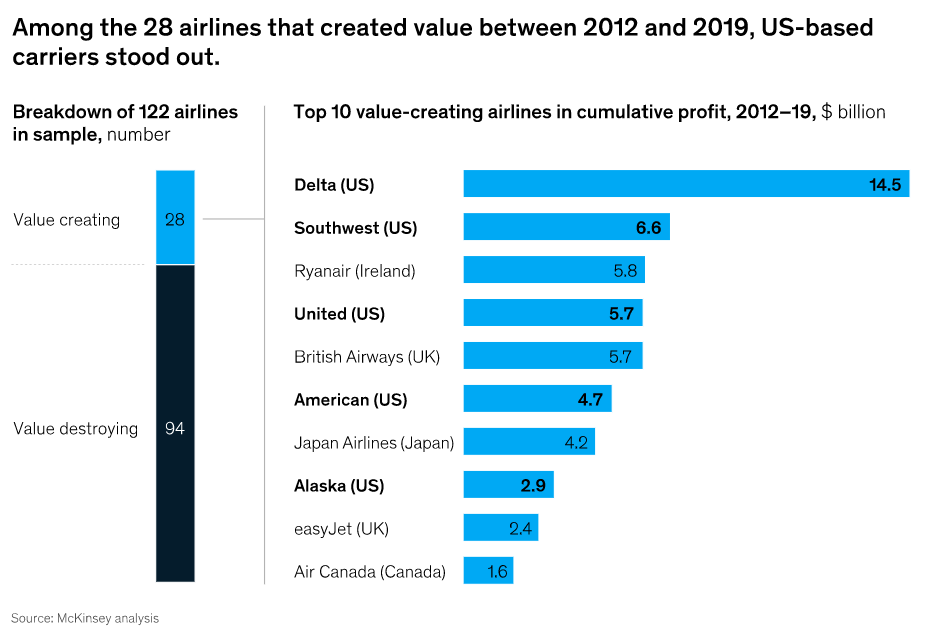 Among the 28 airlines that created value between 2012 and 2019, US-based
carriers stood out.
Breakdown of 122 airlines
in sample, number
Value creating
28
Value destroying
94
Top 10 value-creating airlines in cumulative profit, 2012–19, $ billion
Delta (US) 14.5
Southwest (US) 6.6
Ryanair (Ireland) 5.8
United (US) 5.7
British Airways (UK) 5.7
American (US) 4.7
Japan Airlines (Japan) 4.2
Alaska (US) 2.9
easyJet (UK) 2.4
Air Canada (Canada) 1.6
Source: McKinsey analysis